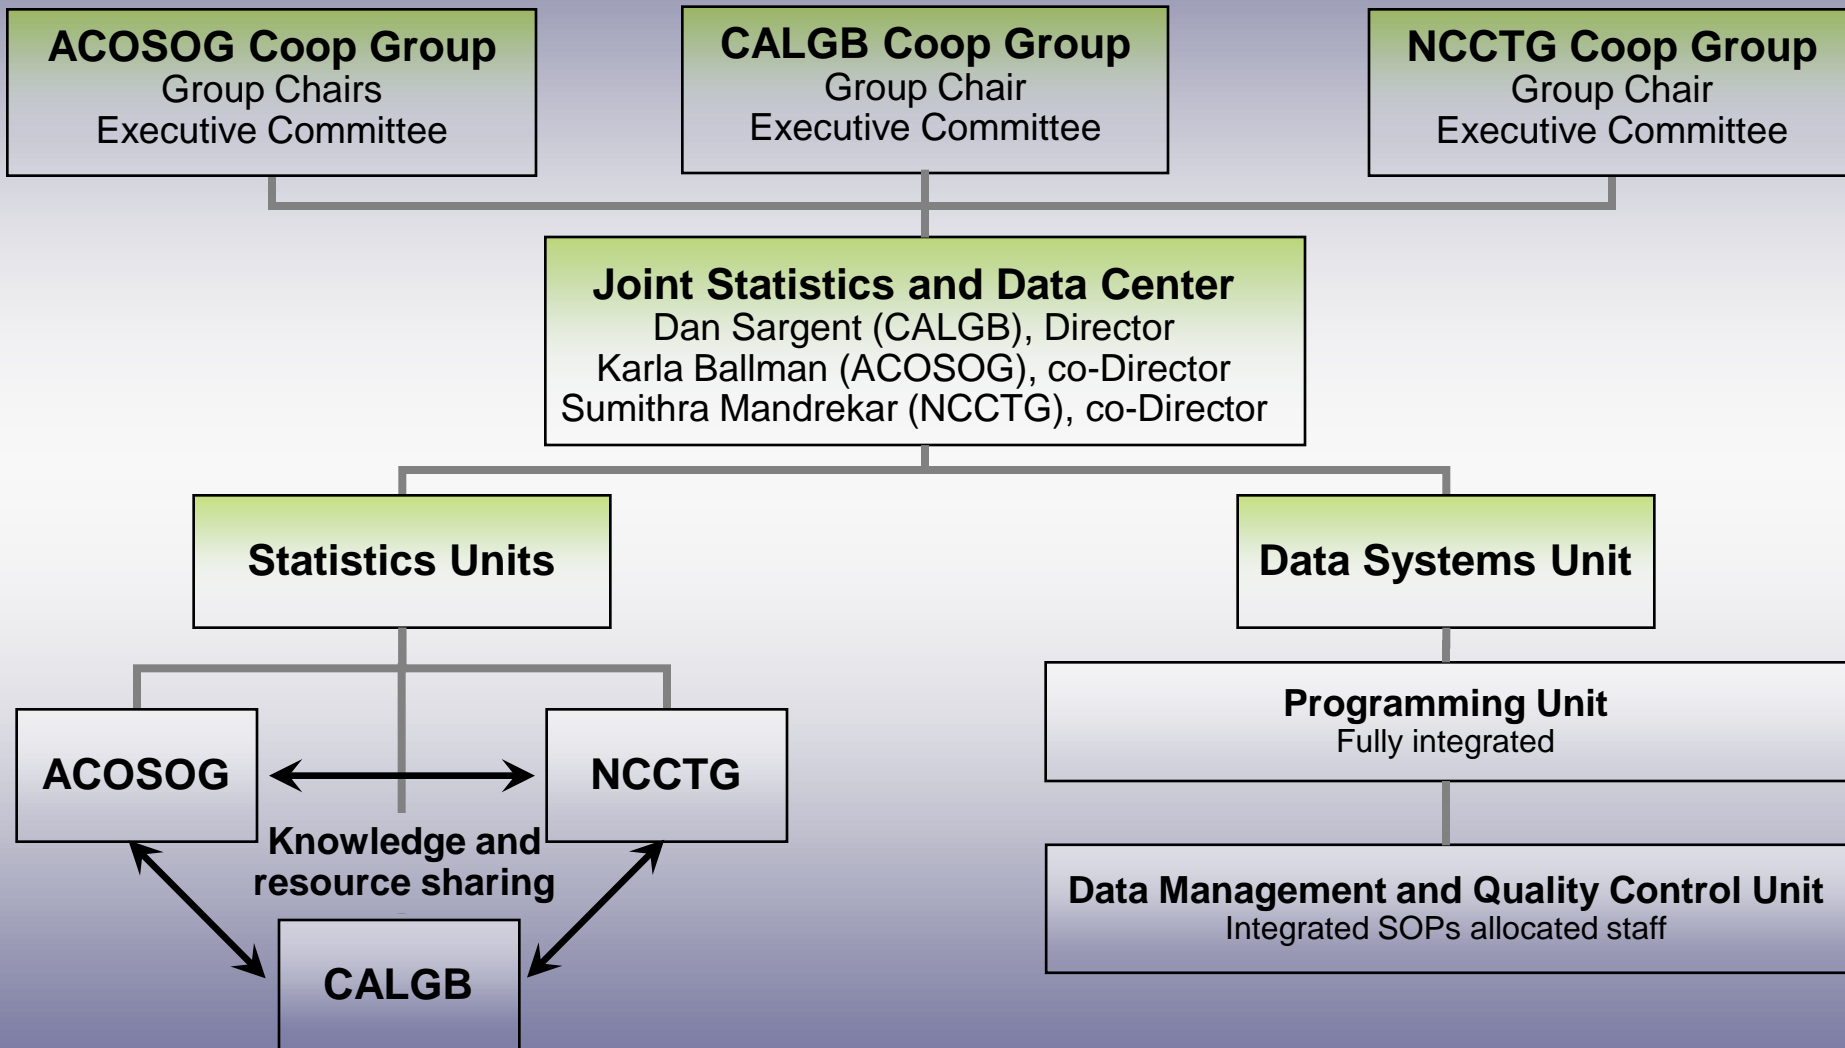 ACOSOG Coop Group
Group Chairs
Executive Committee
CALGB Coop Group
Group Chair
Executive Committee
NCCTG Coop Group
Group Chair
Executive Committee
Joint Statistics and Data Center
Dan Sargent (CALGB), Director
Karla Ballman (ACOSOG), co-Director
Sumithra Mandrekar (NCCTG), co-Director
Statistics Units
Data Systems Unit
ACOSOG
NCCTG
Knowledge and
resource sharing
CALGB
Programming Unit
Fully integrated
Data Management and Quality Control Unit
Integrated SOPs allocated staff